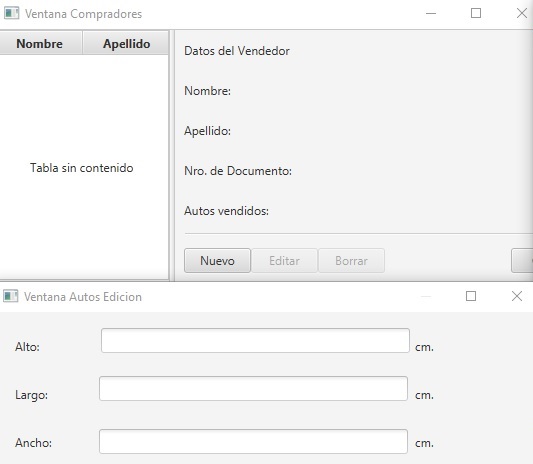 Ventana Compradores
Nombre Apellido
Tabla sin contenido
Datos del Vendedor
Nombre:
Apellido:
Nro. de Documento:
Autos vendidos:
Nuevo Editar Borrar
Ventana Autos Edicion
Alto: cm.
Largo: cm.
Ancho: cm.